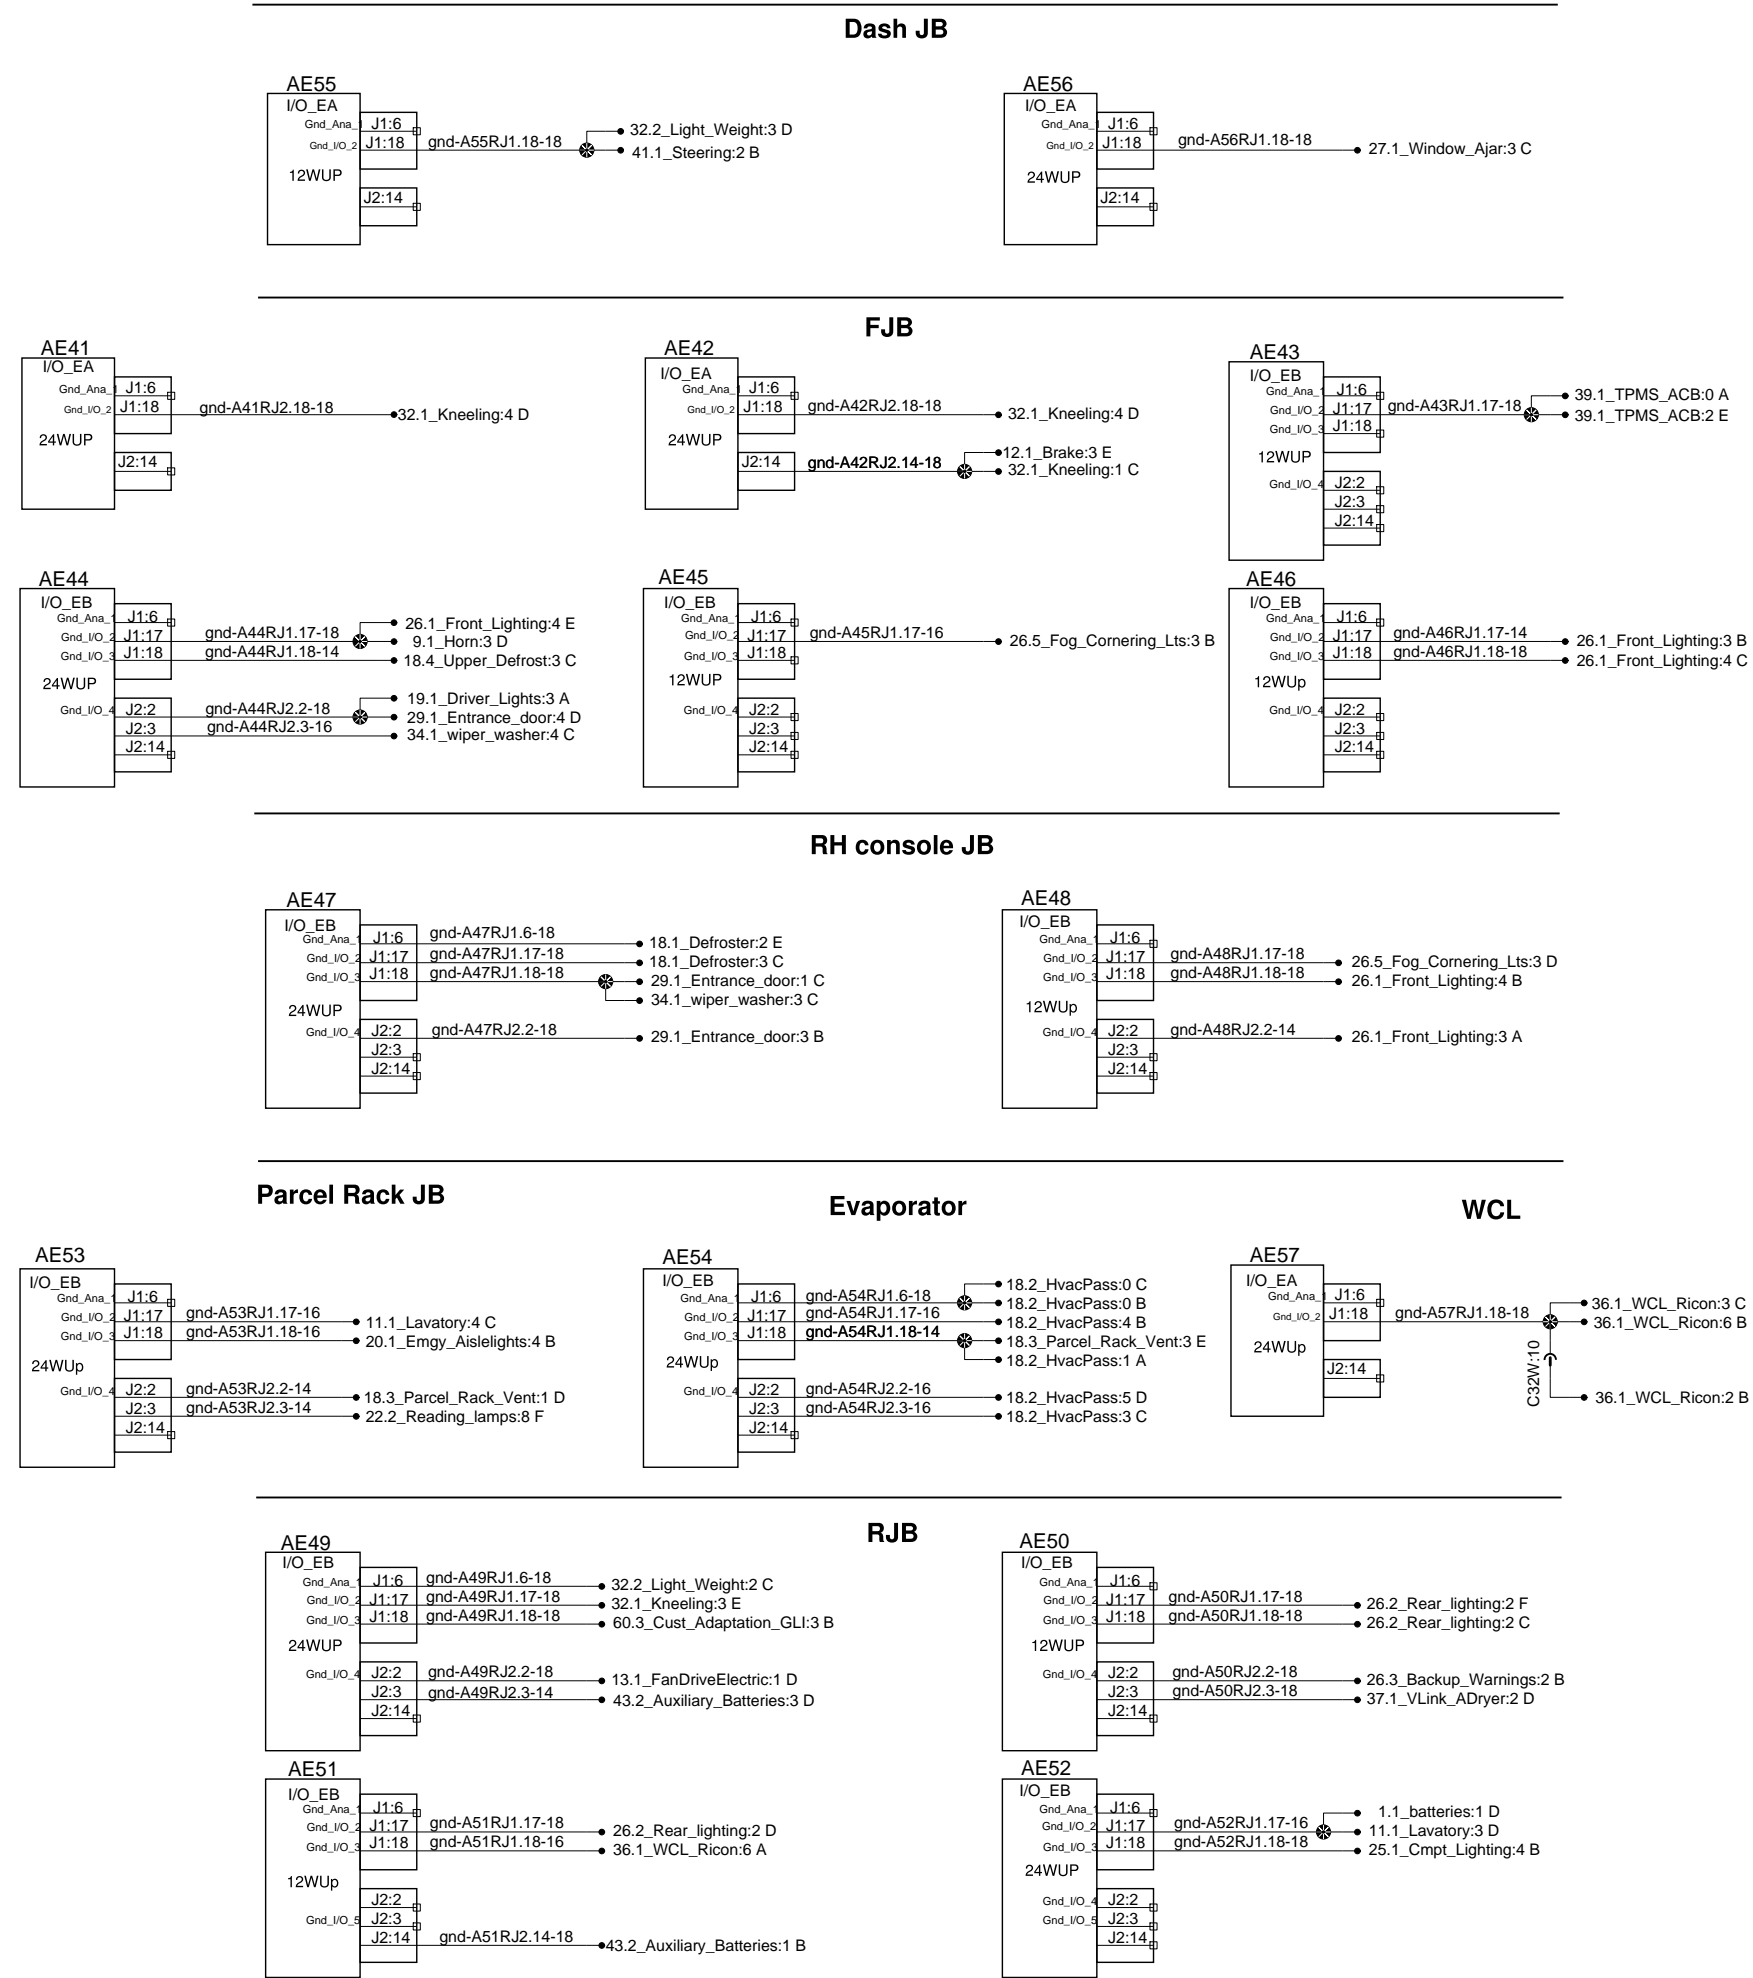 Dash JB
AE55
I/O_EA
Gnd_Ana_ J1:6
Gnd_I/O_2 J1:18 gnd-A55RJ1.18-18
32.2_Light_Weight:3 D
41.1_Steering:2 B
12WUP
J2:14
AE56
I/O_EA
Gnd_Ana_ J1:6
Gnd_I/O_2 J1:18 gnd-A56RJ1.18-18
27.1_Window_Ajar:3 C
24WUP
J2:14
FJB
AE41
I/O_EA
Gnd_Ana_ J1:6
Gnd_I/O_2 J1:18 gnd-A41RJ2.18-18
32.1_Kneeling:4 D
24WUP
J2:14
AE42
I/O_EA
Gnd_Ana_ J1:6
Gnd_I/O_2 J1:18 gnd-A42RJ2.18-18
32.1_Kneeling:4 D
24WUP
J2:14 gnd-A42RJ2.14-18
12.1_Brake:3 E
32.1_Kneeling:1 C
AE43
I/O_EB
Gnd_Ana_1 J1:6
Gnd_I/O_2 J1:17 gnd-A43RJ1.17-18
Gnd_I/O_3 J1:18
39.1_TPMS_ACB:0 A
39.1_TPMS_ACB:2 E
12WUP
Gnd_I/O_4 J2:2
J2:3
J2:14
AE44
I/O_EB
Gnd_Ana_1 J1:6
Gnd_I/O_2 J1:17 gnd-A44RJ1.17-18
Gnd_I/O_3 J1:18 gnd-A44RJ1.18-14
26.1_Front_Lighting:4 E
9.1_Horn:3 D
18.4_Upper_Defrost:3 C
24WUP
Gnd_I/O_4 J2:2 gnd-A44RJ2.2-18
J2:3 gnd-A44RJ2.3-16
J2:14
19.1_Driver_Lights:3 A
29.1_Entrance_door:4 D
34.1_wiper_washer:4 C
AE45
I/O_EB
Gnd_Ana_1 J1:6
Gnd_I/O_2 J1:17 gnd-A45RJ1.17-16
Gnd_I/O_3 J1:18
26.5_Fog_Cornering_Lts:3 B
12WUP
Gnd_I/O_4 J2:2
J2:3
J2:14
AE46
I/O_EB
Gnd_Ana_1 J1:6
Gnd_I/O_2 J1:17 gnd-A46RJ1.17-14
Gnd_I/O_3 J1:18 gnd-A46RJ1.18-18
26.1_Front_Lighting:3 B
26.1_Front_Lighting:4 C
12WUp
Gnd_I/O_4 J2:2
J2:3
J2:14
RH console JB
AE47
I/O_EB
Gnd_Ana_1 J1:6 gnd-A47RJ1.6-18
Gnd_I/O_2 J1:17 gnd-A47RJ1.17-18
Gnd_I/O_3 J1:18 gnd-A47RJ1.18-18
18.1_Defroster:2 E
18.1_Defroster:3 C
29.1_Entrance_door:1 C
34.1_wiper_washer:3 C
24WUP
Gnd_I/O_4 J2:2 gnd-A47RJ2.2-18
29.1_Entrance_door:3 B
J2:3
J2:14
AE48
I/O_EB
Gnd_Ana_1 J1:6
Gnd_I/O_2 J1:17 gnd-A48RJ1.17-18
Gnd_I/O_3 J1:18 gnd-A48RJ1.18-18
26.5_Fog_Cornering_Lts:3 D
26.1_Front_Lighting:4 B
12WUp
Gnd_I/O_4 J2:2 gnd-A48RJ2.2-14
26.1_Front_Lighting:3 A
J2:3
J2:14
Parcel Rack JB
Evaporator
WCL
AE53
I/O_EB
Gnd_Ana_1 J1:6
Gnd_I/O_2 J1:17 gnd-A53RJ1.17-16
Gnd_I/O_3 J1:18 gnd-A53RJ1.18-16
11.1_Lavatory:4 C
20.1_Emgy_Aislelights:4 B
24WUp
Gnd_I/O_4 J2:2 gnd-A53RJ2.2-14
J2:3 gnd-A53RJ2.3-14
J2:14
18.3_Parcel_Rack_Vent:1 D
22.2_Reading_lamps:8 F
AE54
I/O_EB
Gnd_Ana_1 J1:6 gnd-A54RJ1.6-18
Gnd_I/O_2 J1:17 gnd-A54RJ1.17-16
Gnd_I/O_3 J1:18 gnd-A54RJ1.18-14
18.2_HvacPass:0 C
18.2_HvacPass:0 B
18.2_HvacPass:4 B
18.3_Parcel_Rack_Vent:3 E
18.2_HvacPass:1 A
24WUp
Gnd_I/O_4 J2:2 gnd-A54RJ2.2-16
J2:3 gnd-A54RJ2.3-16
J2:14
18.2_HvacPass:5 D
18.2_HvacPass:3 C
AE57
I/O_EA
Gnd_Ana_ J1:6
Gnd_I/O_2 J1:18 gnd-A57RJ1.18-18
36.1_WCL_Ricon:3 C
36.1_WCL_Ricon:6 B
24WUp
J2:14
C32W:10
36.1_WCL_Ricon:2 B
RJB
AE49
I/O_EB
Gnd_Ana_1 J1:6 gnd-A49RJ1.6-18
Gnd_I/O_2 J1:17 gnd-A49RJ1.17-18
Gnd_I/O_3 J1:18 gnd-A49RJ1.18-18
32.2_Light_Weight:2 C
32.1_Kneeling:3 E
60.3_Cust_Adaptation_GLI:3 B
24WUP
Gnd_I/O_4 J2:2 gnd-A49RJ2.2-18
J2:3 gnd-A49RJ2.3-14
J2:14
13.1_FanDriveElectric:1 D
43.2_Auxiliary_Batteries:3 D
AE50
I/O_EB
Gnd_Ana_1 J1:6
Gnd_I/O_2 J1:17 gnd-A50RJ1.17-18
Gnd_I/O_3 J1:18 gnd-A50RJ1.18-18
26.2_Rear_lighting:2 F
26.2_Rear_lighting:2 C
12WUP
Gnd_I/O_4 J2:2 gnd-A50RJ2.2-18
J2:3 gnd-A50RJ2.3-18
J2:14
26.3_Backup_Warnings:2 B
37.1_VLink_ADryer:2 D
AE51
I/O_EB
Gnd_Ana_1 J1:6
Gnd_I/O_2 J1:17 gnd-A51RJ1.17-18
Gnd_I/O_3 J1:18 gnd-A51RJ1.18-16
26.2_Rear_lighting:2 D
36.1_WCL_Ricon:6 A
12WUp
J2:2
Gnd_I/O_5 J2:3
J2:14 gnd-A51RJ2.14-18
43.2_Auxiliary_Batteries:1 B
AE52
I/O_EB
Gnd_Ana_1 J1:6
Gnd_I/O_2 J1:17 gnd-A52RJ1.17-16
Gnd_I/O_3 J1:18 gnd-A52RJ1.18-18
1.1_batteries:1 D
11.1_Lavatory:3 D
25.1_Cmpt_Lighting:4 B
24WUP
Gnd_I/O_4 J2:2
Gnd_I/O_5 J2:3
J2:14